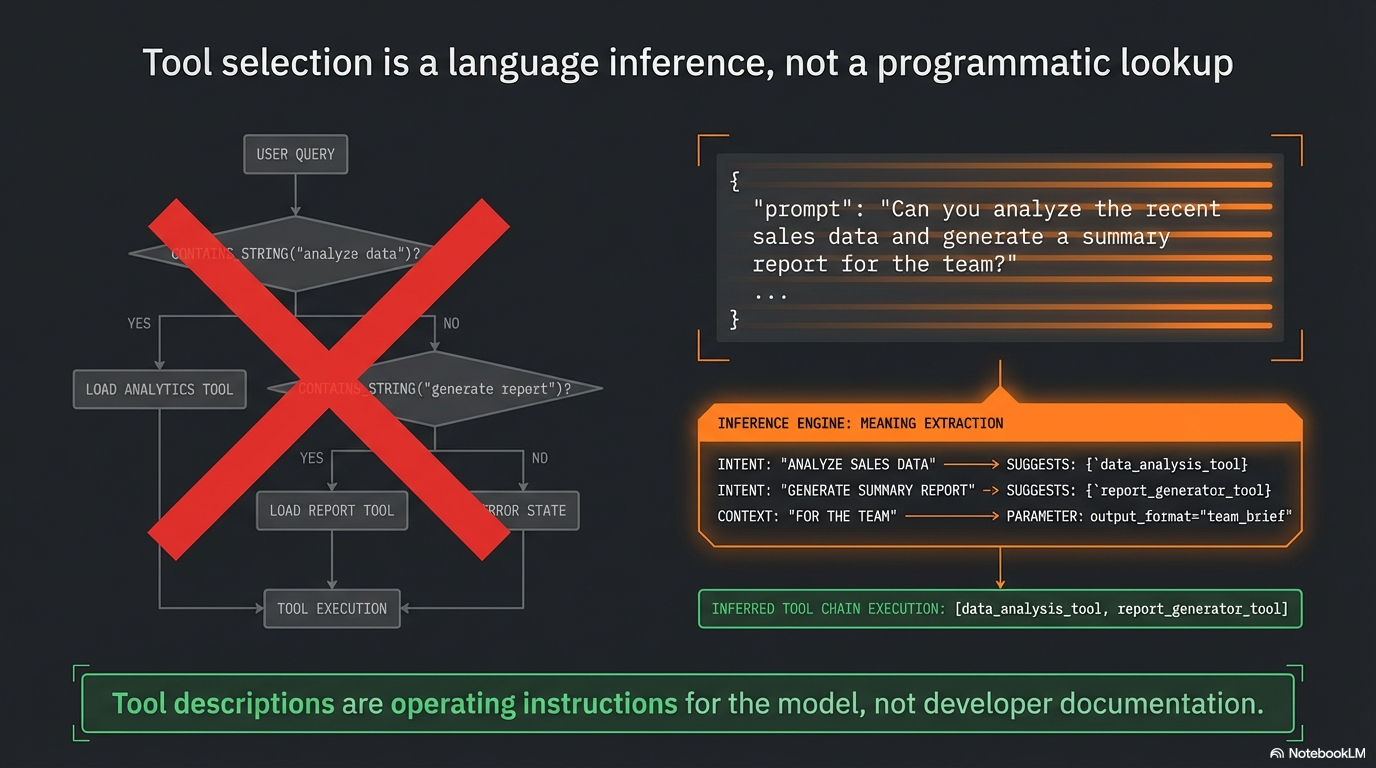 Tool selection is a language inference, not a programmatic lookup
USER QUERY
CONTAINS_STRING("analyze data")?
YES
NO
LOAD ANALYTICS TOOL
CONTAINS_STRING("generate report")?
YES
ND
LOAD REPORT TOOL
RROR STATE
TOOL EXECUTION
{
"prompt": "Can you analyze the recent
sales data and generate a summary
report for the team?"
...
}
INFERENCE ENGINE: MEANING EXTRACTION
INTENT: "ANALYZE SALES DATA" → SUGGESTS: {`data_analysis_tool}
INTENT: "GENERATE SUMMARY REPORT" → SUGGESTS: {`report_generator_tool}
CONTEXT: "FOR THE TEAM" → PARAMETER: output_format="team_brief"
INFERRED TOOL CHAIN EXECUTION: [data_analysis_tool, report_generator_tool]
Tool descriptions are operating instructions for the model, not developer documentation.
NotebookLM